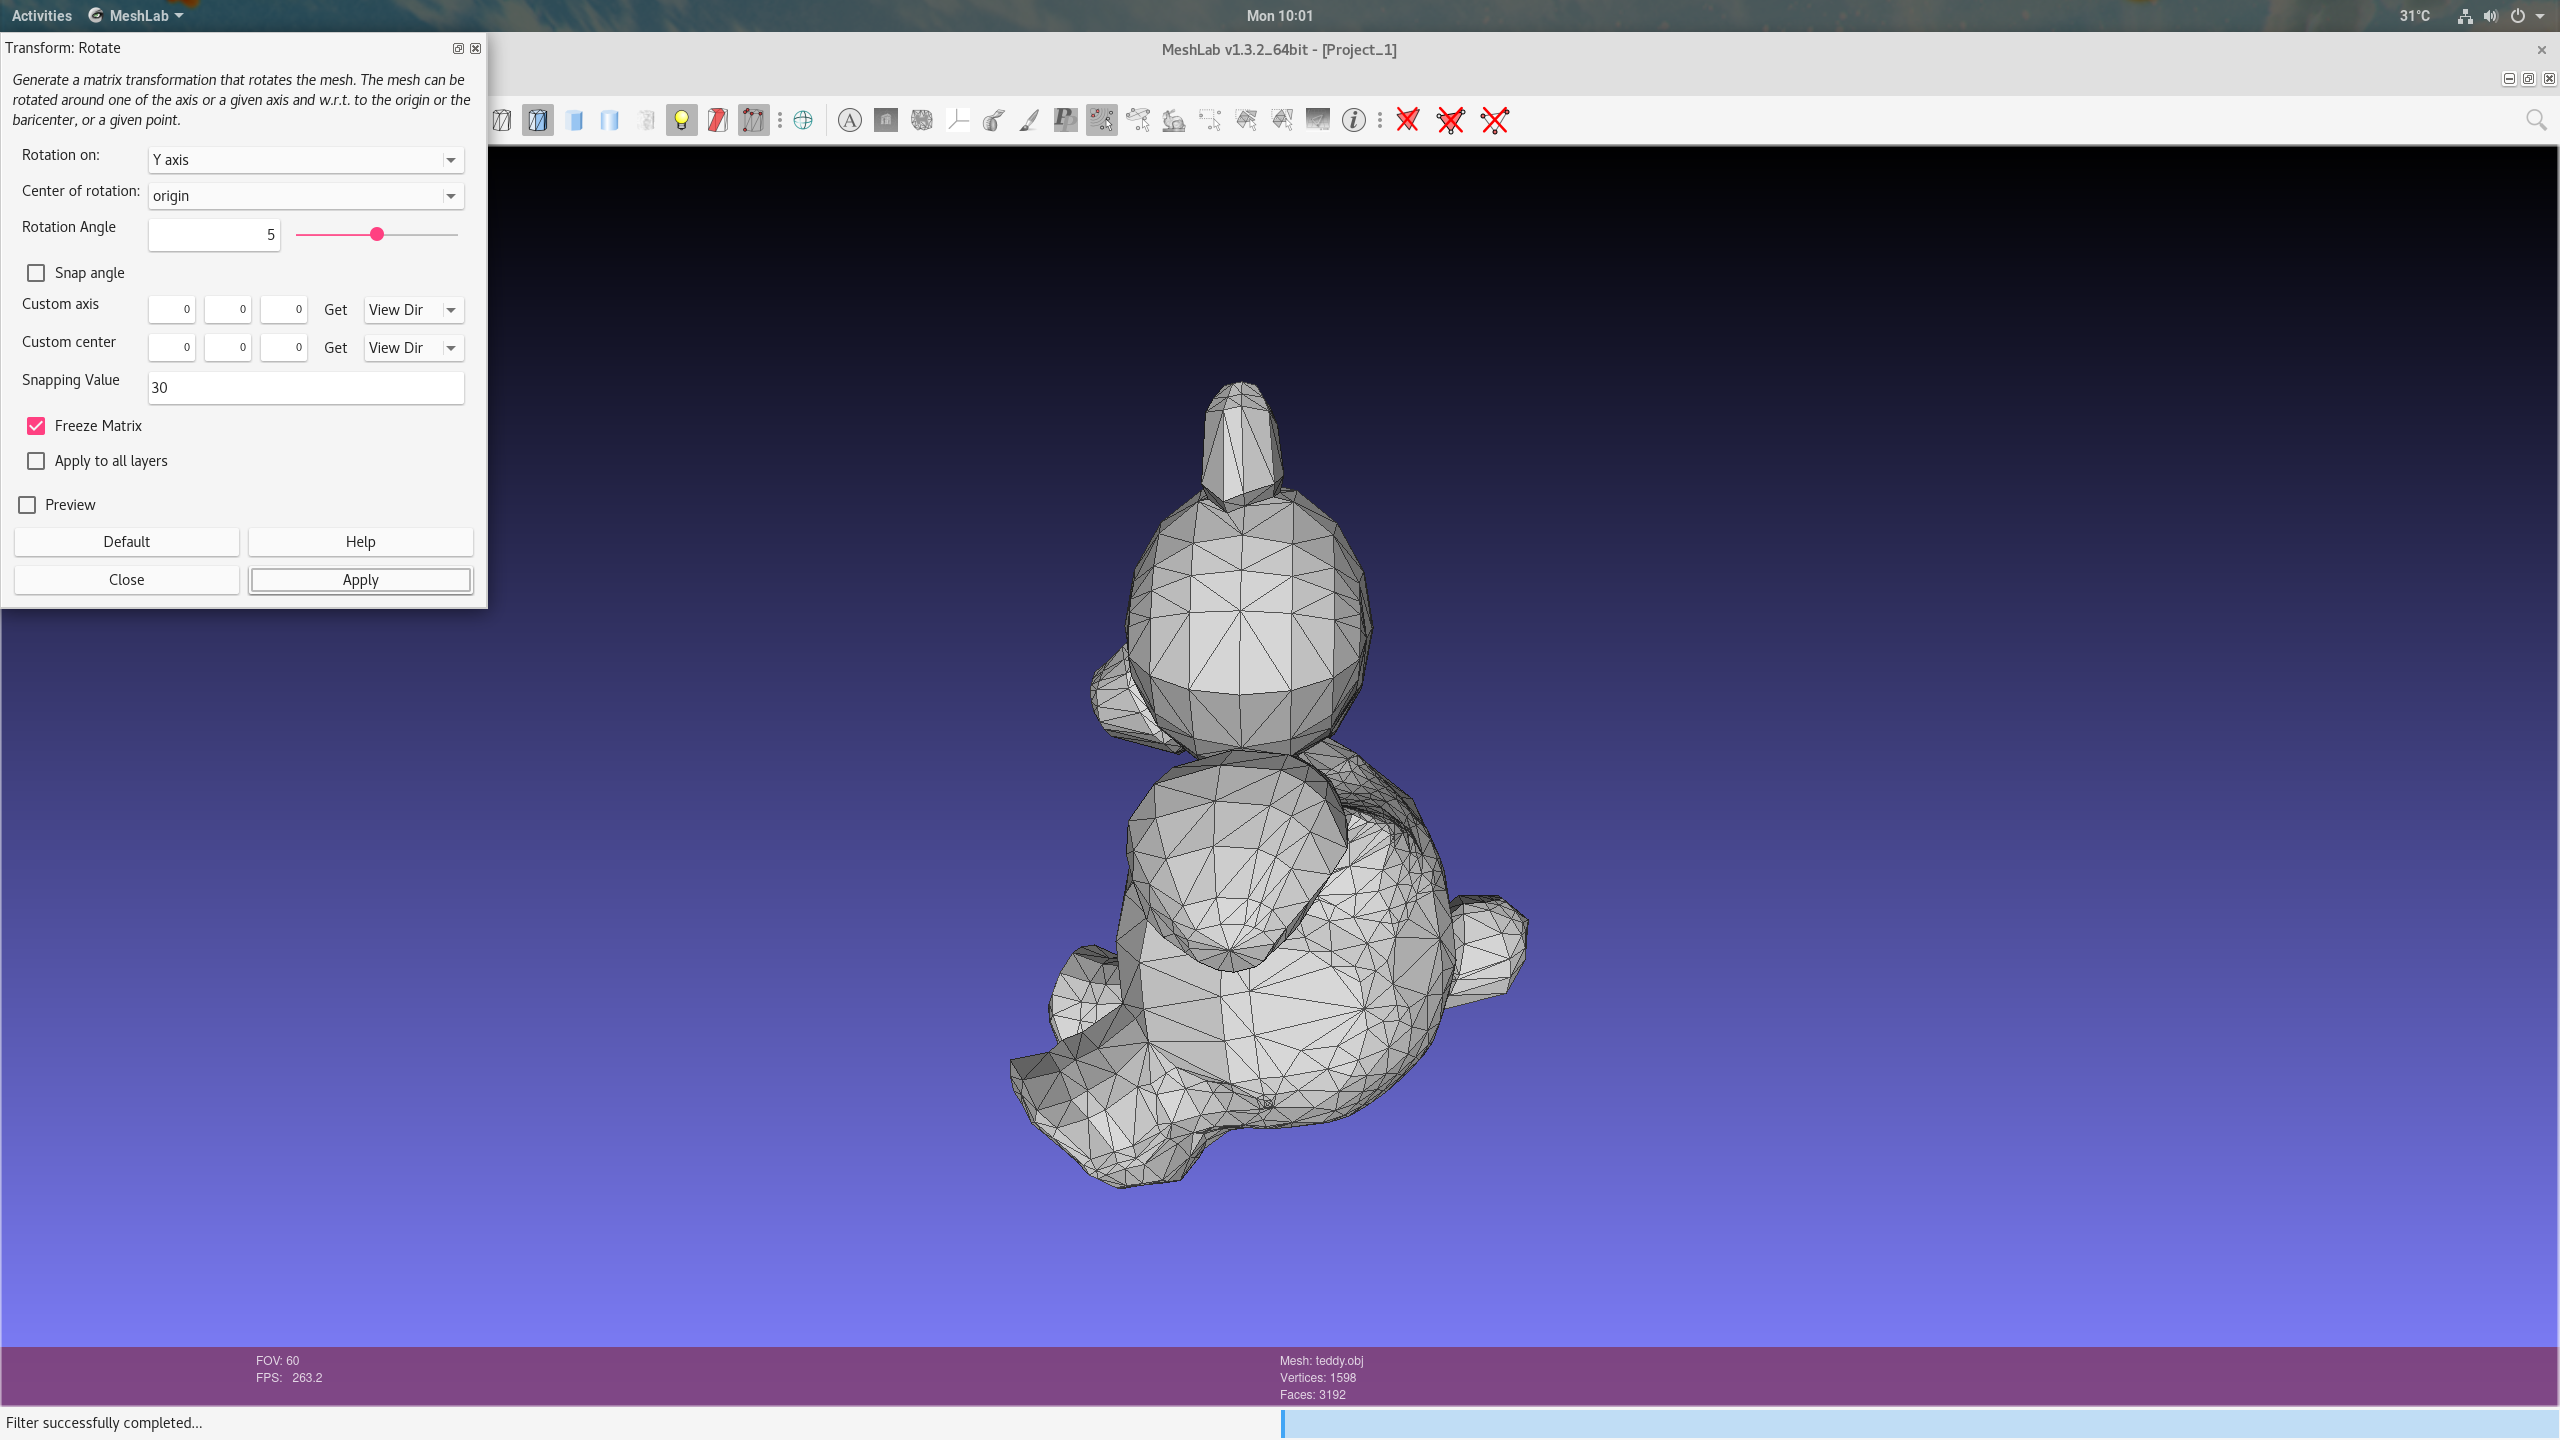 Activities MeshLab Mon 10:01 31°C
Transform: Rotate
MeshLab v1.3.2_64bit - [Project_1]
Generate a matrix transformation that rotates the mesh. The mesh can be
rotated around one of the axis or a given axis and w.r.t. to the origin or the
baricenter, or a given point.
Rotation on: Y axis
Center of rotation: origin
Rotation Angle 5
Snap angle
Custom axis 0 0 0 Get View Dir
Custom center 0 0 0 Get View Dir
Snapping Value 30
Freeze Matrix
Apply to all layers
Preview
Default Help
Close Apply
FOV: 60
FPS: 263.2
Mesh: teddy.obj
Vertices: 1598
Faces: 3192
Filter successfully completed...